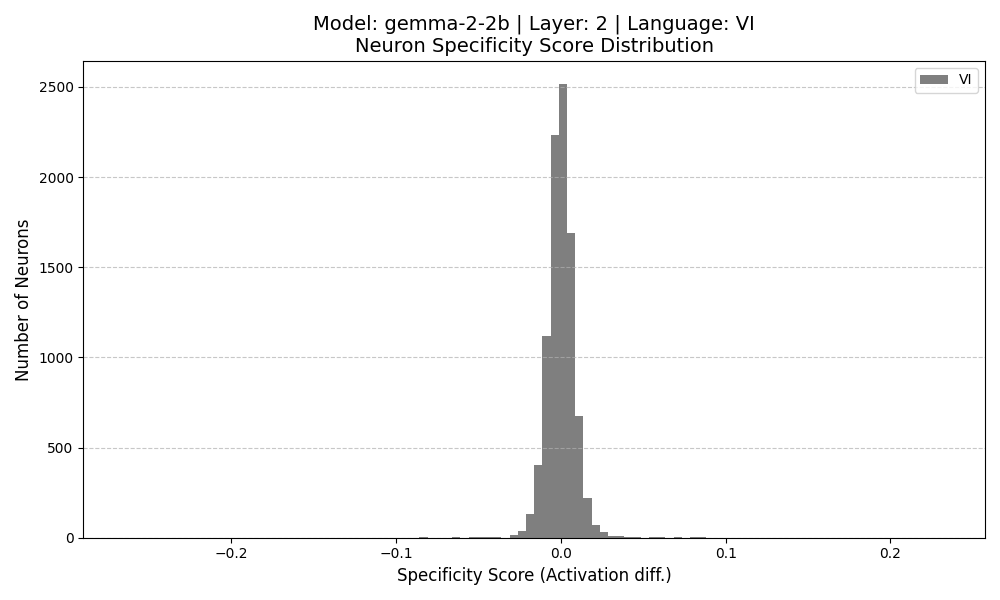 Model: gemma-2-2b | Layer: 2 | Language: VI
Neuron Specificity Score Distribution
VI
2500
2000
1500
1000
500
0
Number of Neurons
−0.2
−0.1
0.0
0.1
0.2
Specificity Score (Activation diff.)